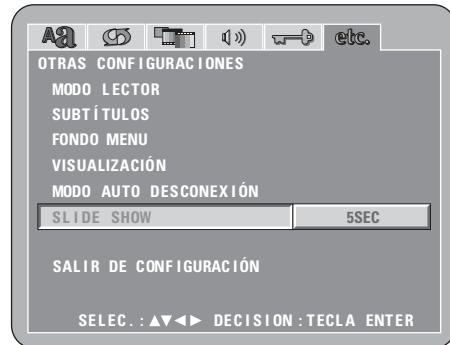 Aa etc.
OTRAS CONFIGURACIONES
MODO LECTOR
SUBTÍTULOS
FONDO MENU
VISUALIZACIÓN
MODO AUTO DESCONEXIÓN
SLIDE SHOW 5SEC
SALIR DE CONFIGURACIÓN
SELEC.:▲▼◄► DECISION:TECLA ENTER